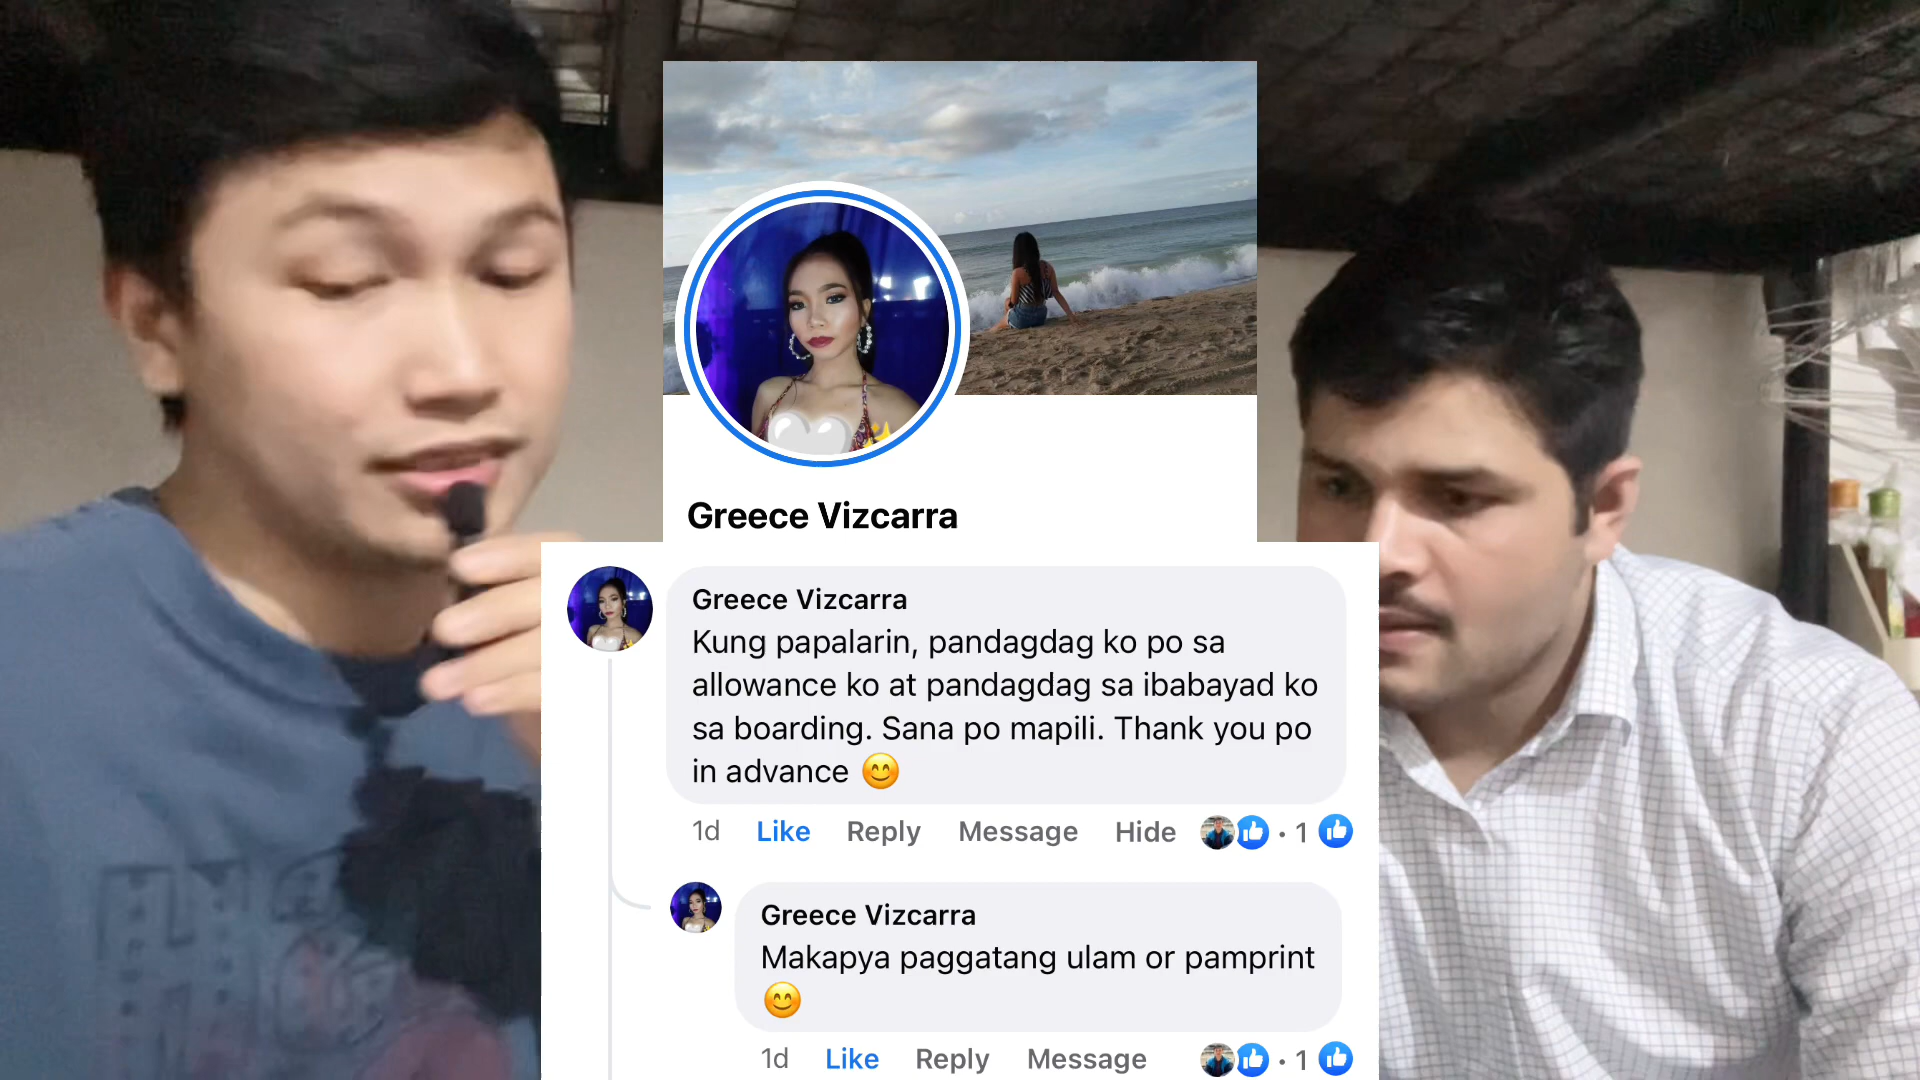 Greece Vizcarra
Greece Vizcarra
Kung papalarin, pandagdag ko po sa
allowance ko at pandagdag sa ibabayad ko
sa boarding. Sana po mapili. Thank you po
in advance 😊
1d Like Reply Message Hide · 1
Greece Vizcarra
Makapya paggatang ulam or pamprint
😊
1d Like Reply Message · 1